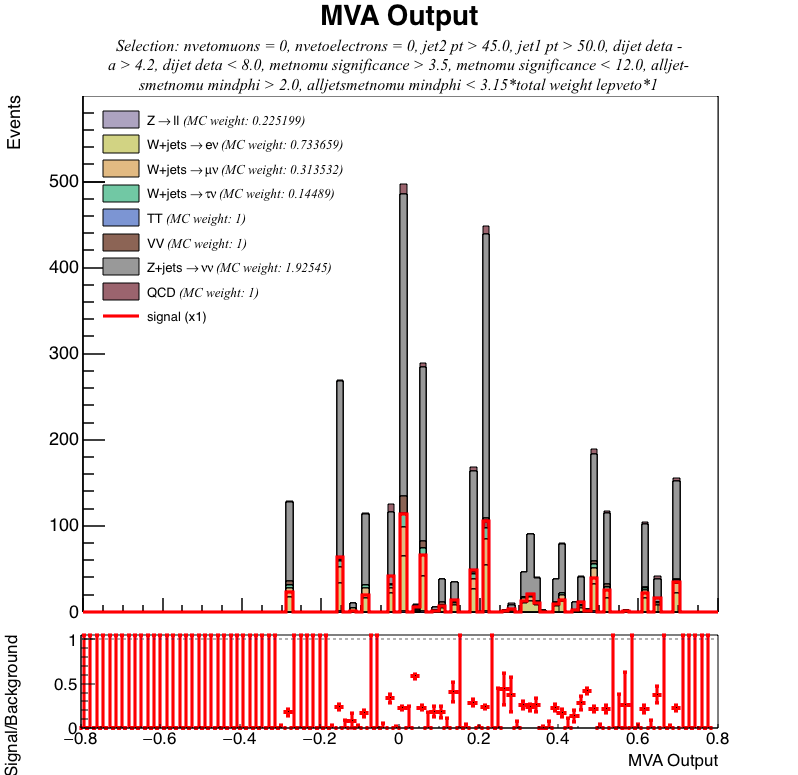 MVA Output
Selection: nvetomuons = 0, nvetoelectrons = 0, jet2 pt > 45.0, jet1 pt > 50.0, dijet deta -
a > 4.2, dijet deta < 8.0, metnomu significance > 3.5, metnomu significance < 12.0, alljet-
smetnomu mindphi > 2.0, alljetsmetnomu mindphi < 3.15*total weight lepveto*1
Events
Z→ll (MC weight: 0.225199)
W+jets→eν (MC weight: 0.733659)
W+jets→μν (MC weight: 0.313532)
W+jets→τν (MC weight: 0.14489)
TT (MC weight: 1)
VV (MC weight: 1)
Z+jets→νν (MC weight: 1.92545)
QCD (MC weight: 1)
signal (x1)
500
400
300
200
100
0
Signal/Background
1
0.5
0
−0.8 −0.6 −0.4 −0.2 0 0.2 0.4 0.6 0.8
MVA Output